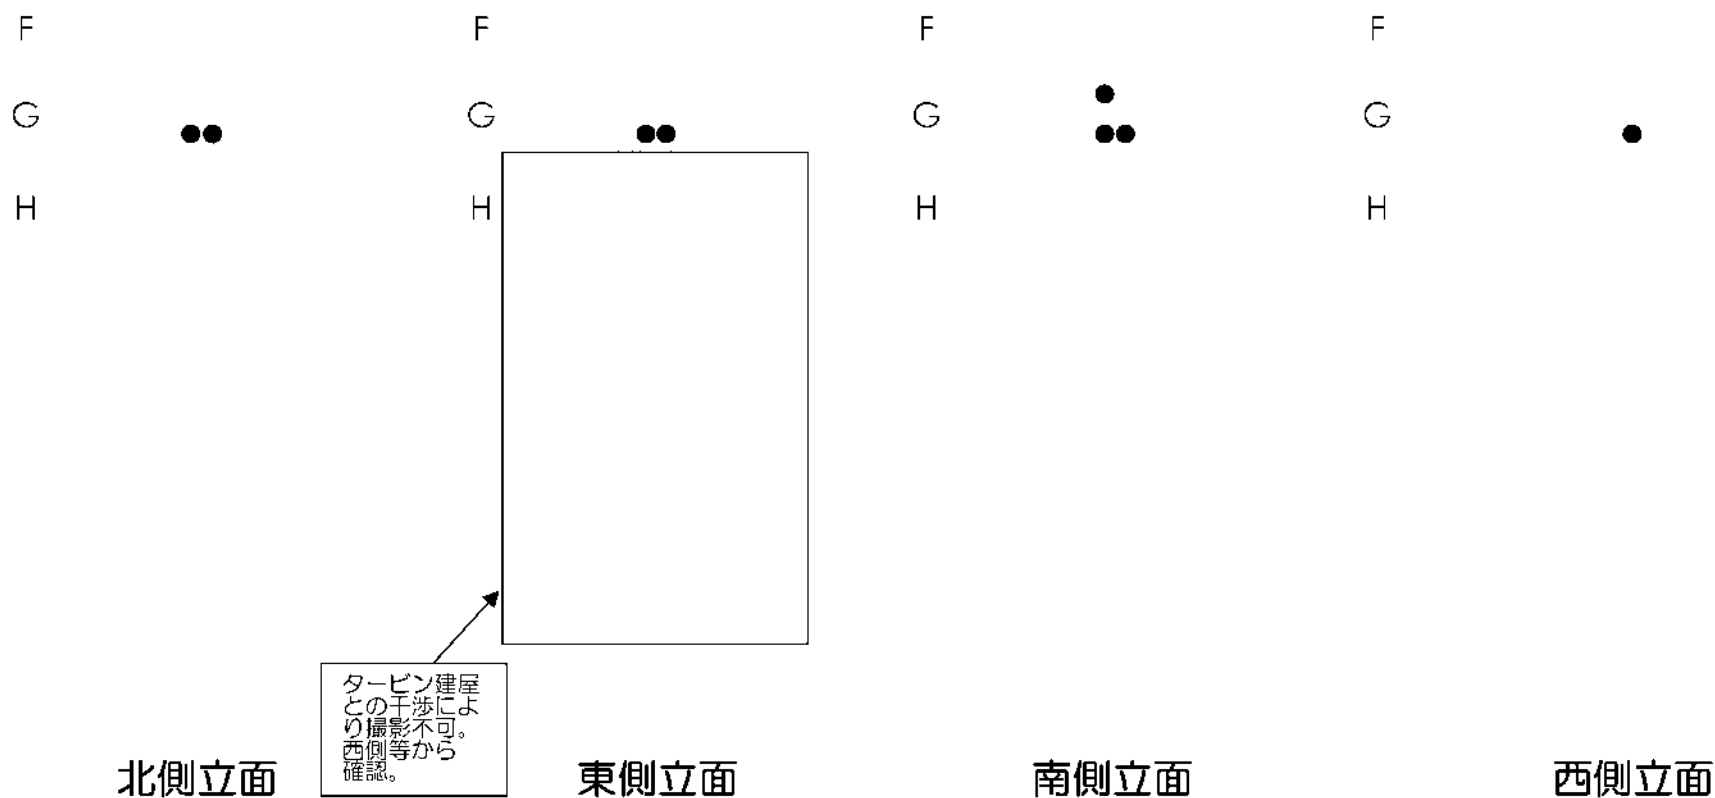 F
G
H
F
G
H
F
G
H
F
G
H
タービン建屋
との干渉によ
り撮影不可。
西側等から
確認。
北側立面
東側立面
南側立面
西側立面